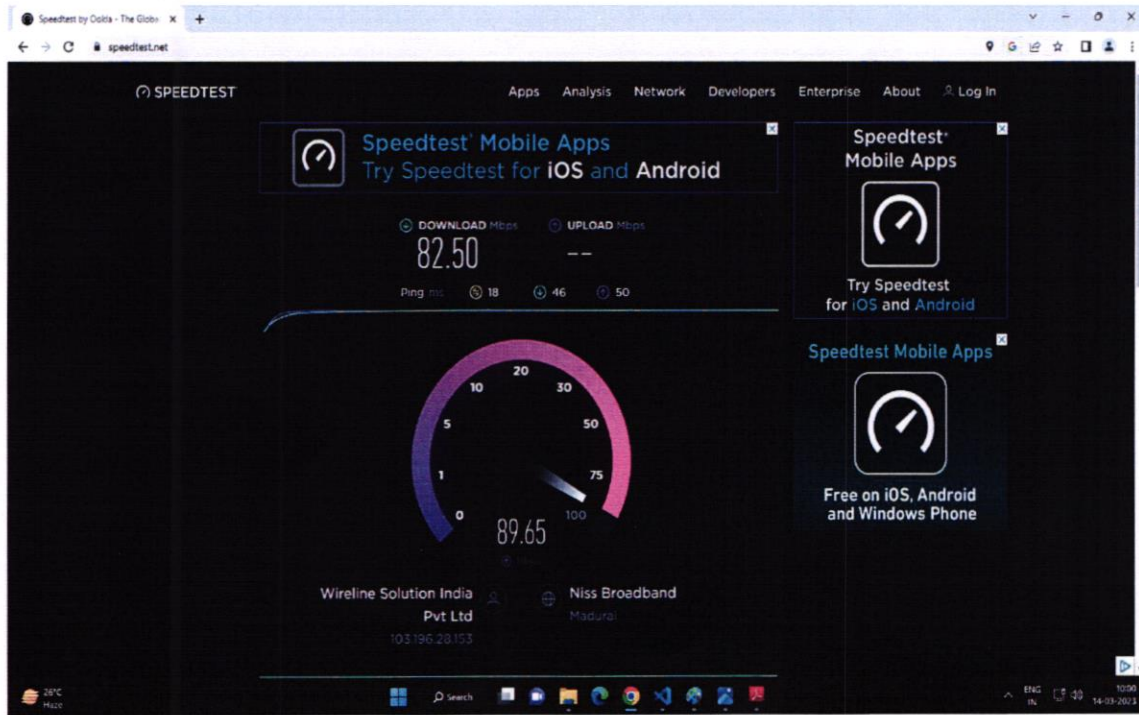 Speedtest by Ookla - The Globa
speedtest.net
SPEEDTEST
Apps Analysis Network Developers Enterprise About Log In
Speedtest® Mobile Apps
Try Speedtest for iOS and Android
Speedtest®
Mobile Apps
Try Speedtest
for iOS and Android
DOWNLOAD Mbps UPLOAD Mbps
82.50 --
Ping ms 18 46 50
Speedtest Mobile Apps
Free on iOS, Android
and Windows Phone
20
10 30
5 50
1 75
0 100
89.65
Wireline Solution India
Pvt Ltd
103.196.28.153
Niss Broadband
Madurai
26°C
Haze
Search
ENG
IN
10:00
14-03-2023